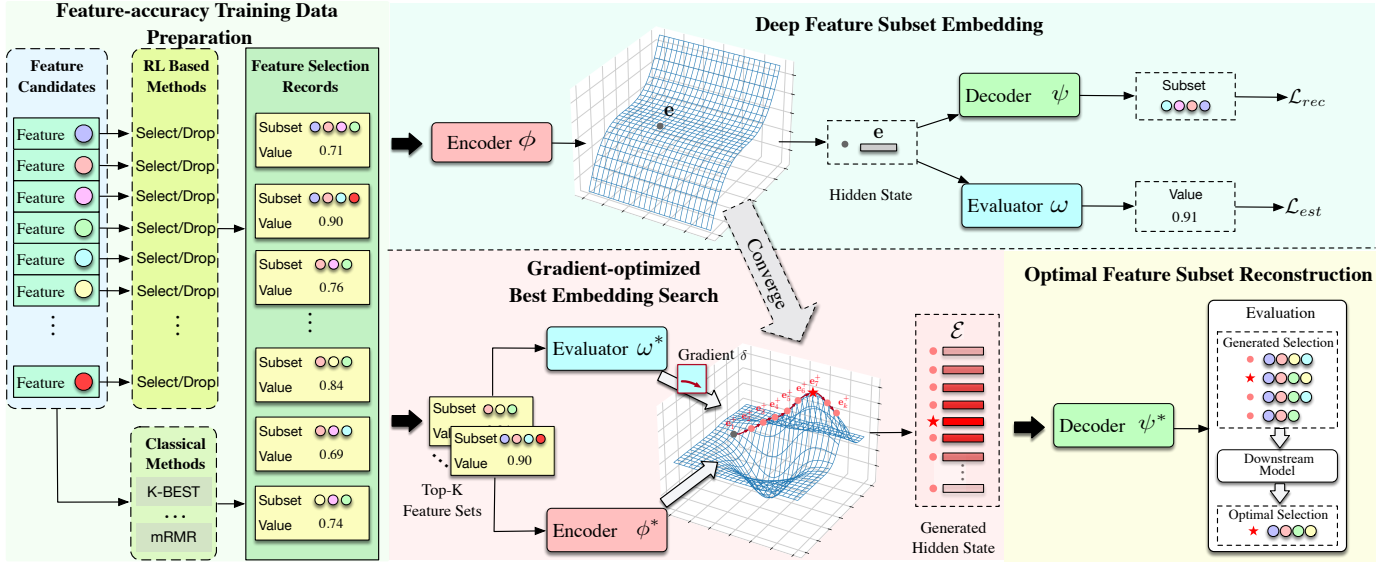 Feature-accuracy Training Data
Preparation
Feature
Candidates
Feature
Feature
Feature
Feature
Feature
Feature
Feature
RL Based
Methods
Select/Drop
Select/Drop
Select/Drop
Select/Drop
Select/Drop
Select/Drop
Select/Drop
Classical
Methods
K-BEST
...
mRMR
Feature Selection
Records
Subset
Value 0.71
Subset
Value 0.90
Subset
Value 0.76
Subset
Value 0.84
Subset
Value 0.69
Subset
Value 0.74
Deep Feature Subset Embedding
Encoder ϕ
e
e
Hidden State
Decoder ψ
Subset
ℒ_rec
Evaluator ω
Value
0.91
ℒ_est
Converge
Gradient-optimized
Best Embedding Search
Evaluator ω*
Gradient δ
Subset
Subset
Value 0.90
Top-K
Feature Sets
Encoder ϕ*
ℰ
Generated
Hidden State
Optimal Feature Subset Reconstruction
Decoder ψ*
Evaluation
Generated Selection
Downstream
Model
Optimal Selection